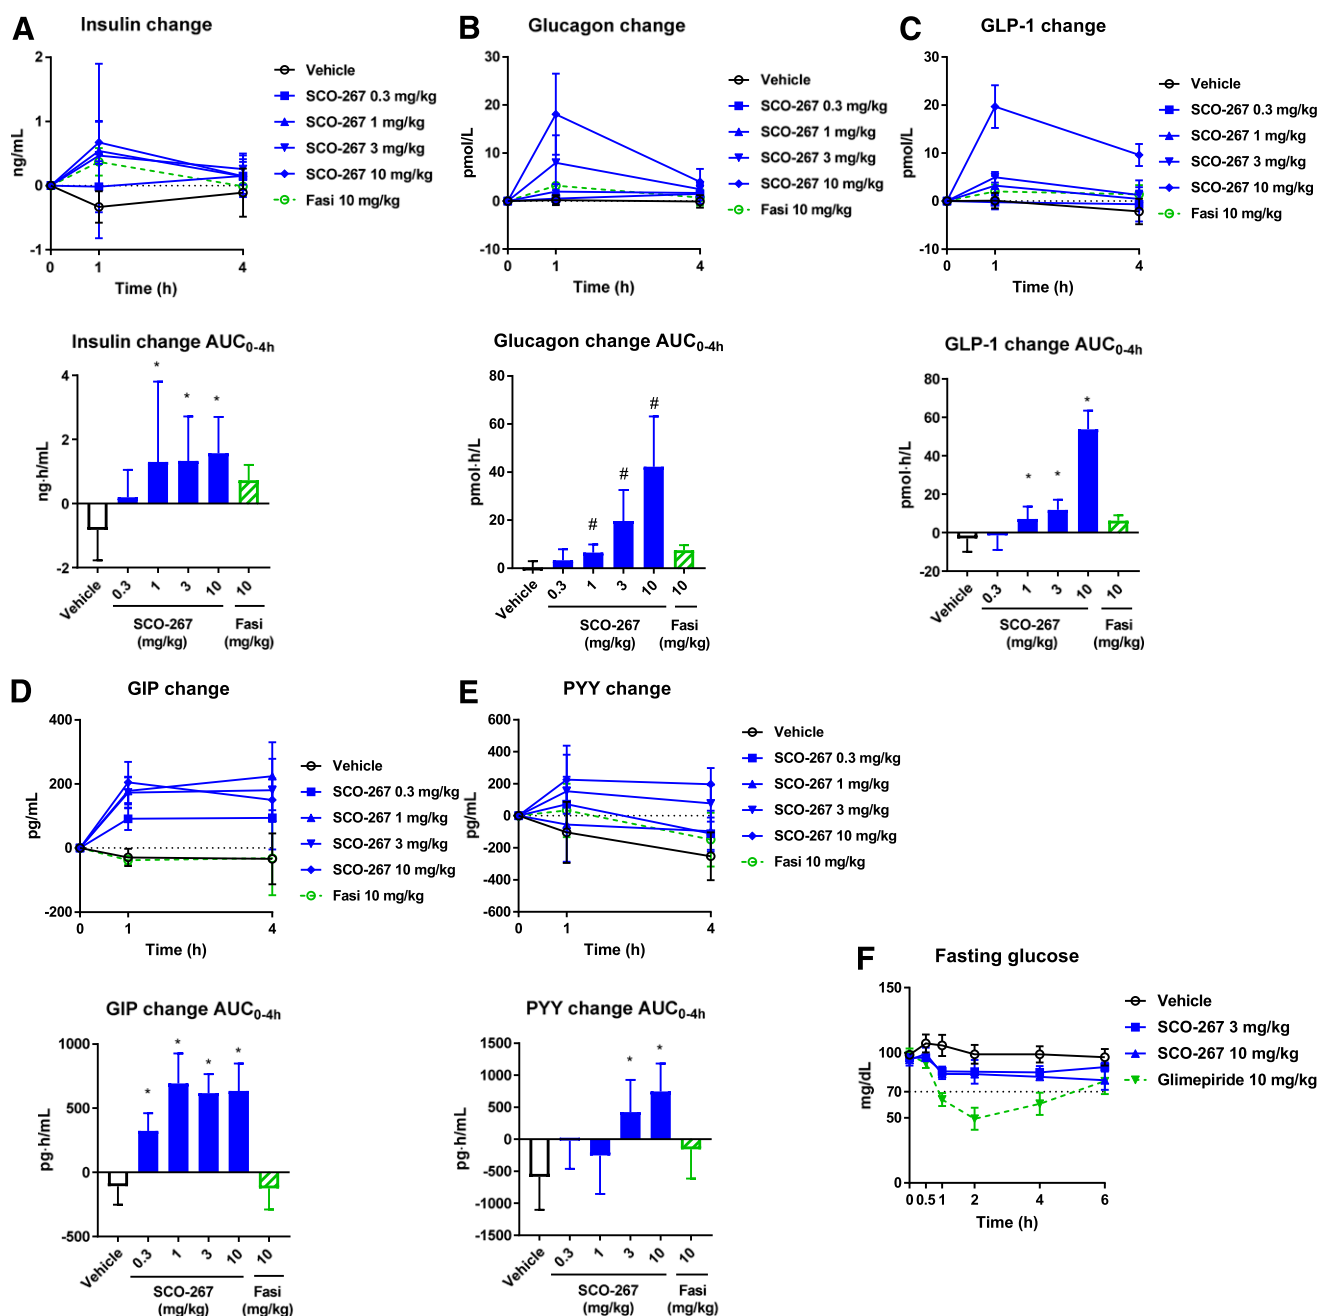 A
Insulin change
2
1
0
-1
ng/mL
0
1
4
Time (h)
Vehicle
SCO-267 0.3 mg/kg
SCO-267 1 mg/kg
SCO-267 3 mg/kg
SCO-267 10 mg/kg
Fasi 10 mg/kg
B
Glucagon change
30
20
10
0
-10
pmol/L
0
1
4
Time (h)
Vehicle
SCO-267 0.3 mg/kg
SCO-267 1 mg/kg
SCO-267 3 mg/kg
SCO-267 10 mg/kg
Fasi 10 mg/kg
C
GLP-1 change
30
20
10
0
-10
pmol/L
0
1
4
Time (h)
Vehicle
SCO-267 0.3 mg/kg
SCO-267 1 mg/kg
SCO-267 3 mg/kg
SCO-267 10 mg/kg
Fasi 10 mg/kg
Insulin change AUC0-4h
4
2
0
-2
ng·h/mL
* * *
Vehicle 0.3 1 3 10 10
SCO-267 Fasi
(mg/kg) (mg/kg)
Glucagon change AUC0-4h
80
60
40
20
0
pmol·h/L
# # #
Vehicle 0.3 1 3 10 10
SCO-267 Fasi
(mg/kg) (mg/kg)
GLP-1 change AUC0-4h
80
60
40
20
0
-20
pmol·h/L
* * *
Vehicle 0.3 1 3 10 10
SCO-267 Fasi
(mg/kg) (mg/kg)
D
GIP change
400
200
0
-200
pg/mL
0
1
4
Time (h)
Vehicle
SCO-267 0.3 mg/kg
SCO-267 1 mg/kg
SCO-267 3 mg/kg
SCO-267 10 mg/kg
Fasi 10 mg/kg
E
PYY change
600
400
200
0
-200
-400
-600
pg/mL
0
1
4
Time (h)
Vehicle
SCO-267 0.3 mg/kg
SCO-267 1 mg/kg
SCO-267 3 mg/kg
SCO-267 10 mg/kg
Fasi 10 mg/kg
GIP change AUC0-4h
1000
500
0
-500
pg·h/mL
* * * *
Vehicle 0.3 1 3 10 10
SCO-267 Fasi
(mg/kg) (mg/kg)
PYY change AUC0-4h
1500
1000
500
0
-500
-1000
-1500
pg·h/mL
* *
Vehicle 0.3 1 3 10 10
SCO-267 Fasi
(mg/kg) (mg/kg)
F
Fasting glucose
150
100
70
50
0
mg/dL
0 0.5 1 2 4 6
Time (h)
Vehicle
SCO-267 3 mg/kg
SCO-267 10 mg/kg
Glimepiride 10 mg/kg